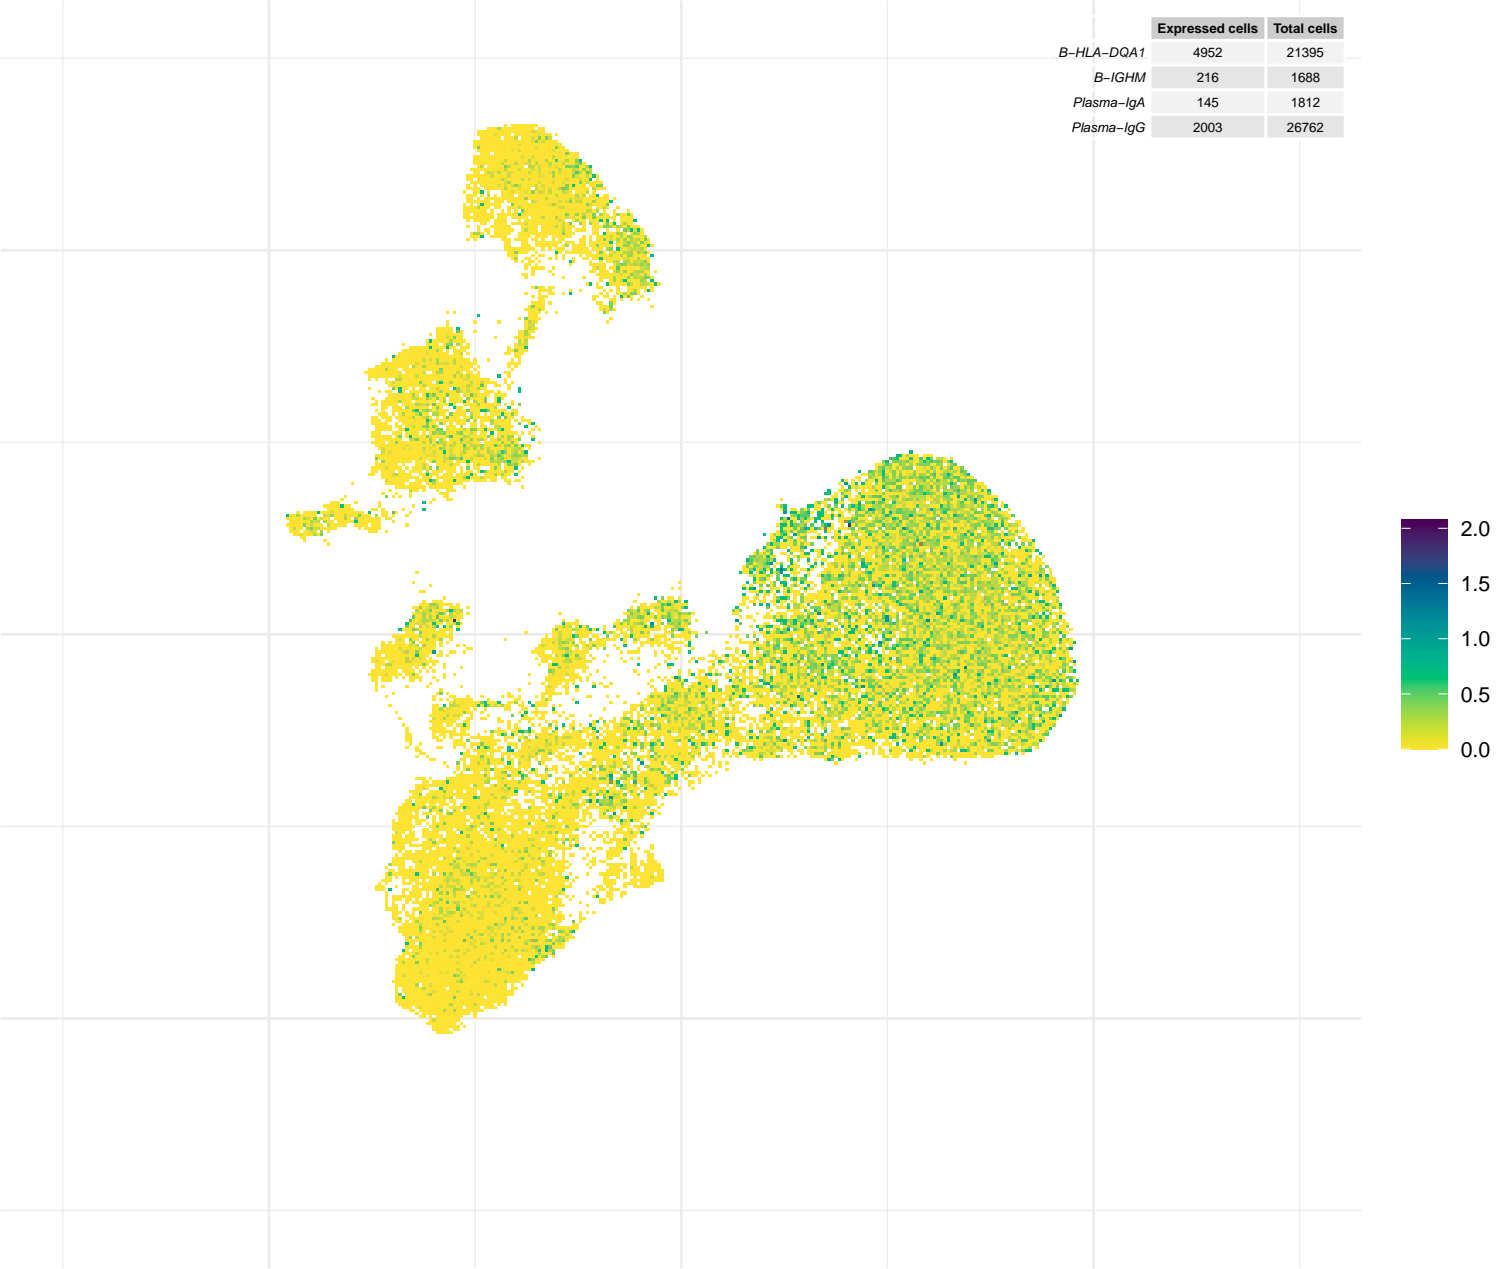 Expressed cells Total cells
B−HLA−DQA1 4952 21395
B−IGHM 216 1688
Plasma−IgA 145 1812
Plasma−IgG 2003 26762
2.0
1.5
1.0
0.5
0.0